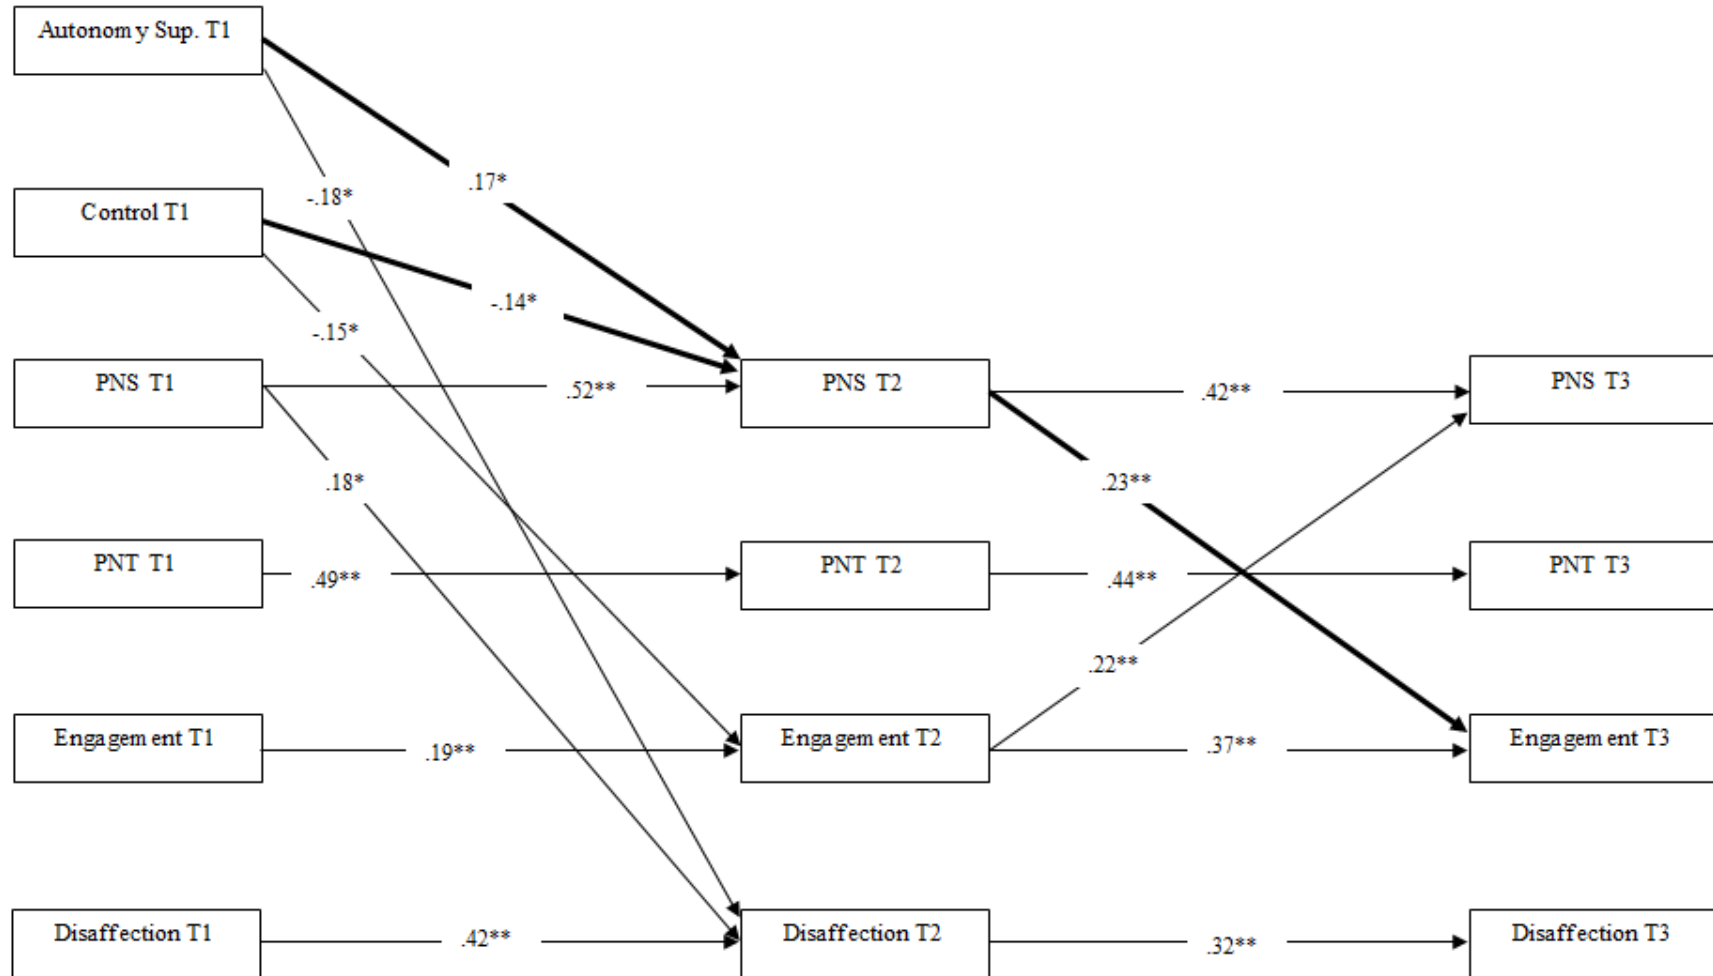 Autonomy Sup. T1
.17*
-.18*
Control T1
-.14*
-.15*
PNS T1
.52**
PNS T2
.42**
PNS T3
.18*
.23**
PNT T1
.49**
PNT T2
.44**
PNT T3
.22**
Engagement T1
.19**
Engagement T2
.37**
Engagement T3
Disaffection T1
.42**
Disaffection T2
.32**
Disaffection T3